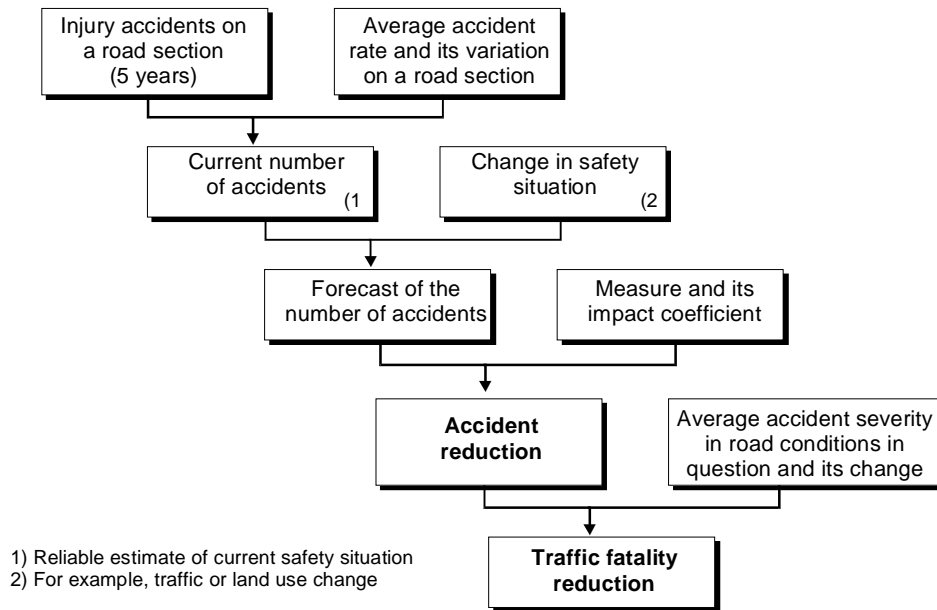 Injury accidents on
a road section
(5 years)
Average accident
rate and its variation
on a road section
Current number
of accidents
(1
Change in safety
situation
(2
Forecast of the
number of accidents
Measure and its
impact coefficient
Accident
reduction
Average accident severity
in road conditions in
question and its change
Traffic fatality
reduction
1) Reliable estimate of current safety situation
2) For example, traffic or land use change